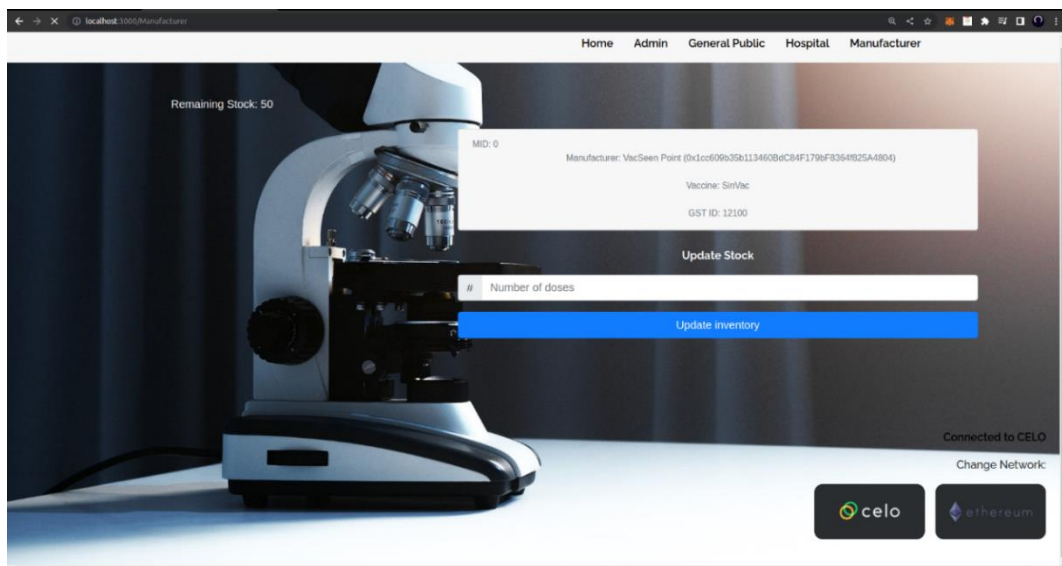 localhost:3000/Manufacturer
Home Admin General Public Hospital Manufacturer
Remaining Stock: 50
MID: 0
Manufacturer: VacSeen Point (0x1cc609b35b113460BdC84F179bF8364f825A4804)
Vaccine: SinVac
GST ID: 12100
Update Stock
# Number of doses
Update inventory
Connected to CELO
Change Network:
celo ethereum